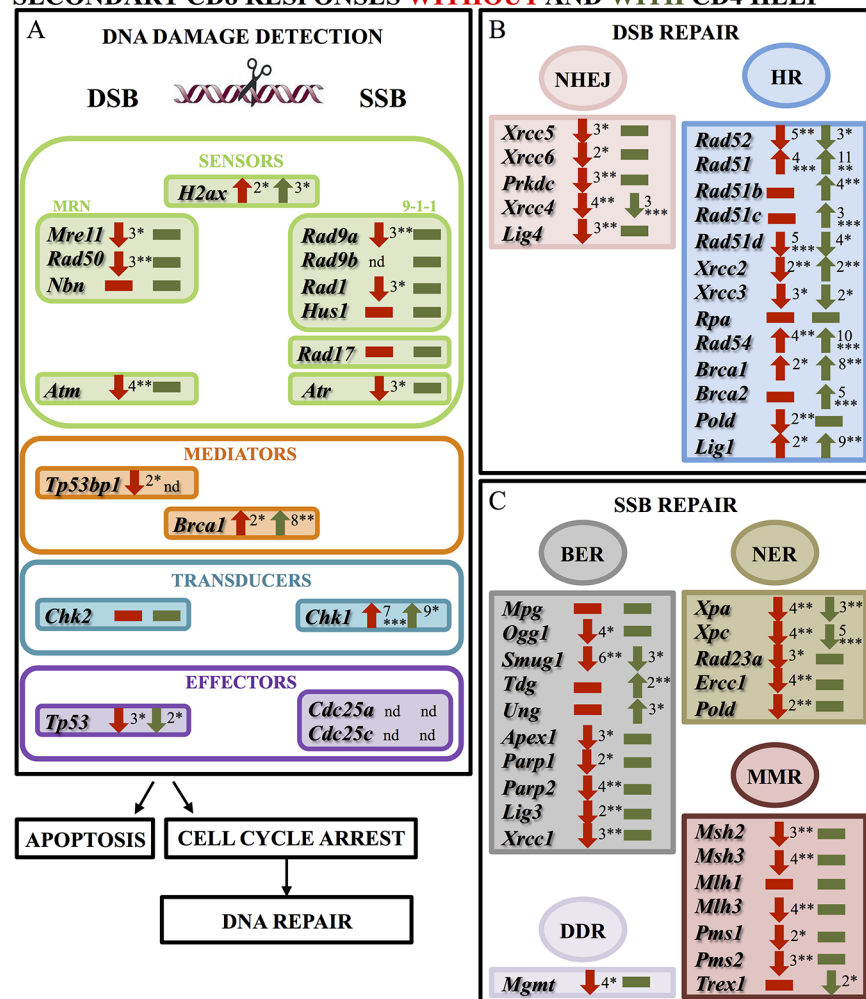 SECONDARY CD8 RESPONSES WITHOUT AND WITH CD4 HELP
A
DNA DAMAGE DETECTION
DSB
SSB
SENSORS
H2ax 2* 3*
MRN
Mre11 3*
Rad50 3**
Nbn
9-1-1
Rad9a 3**
Rad9b nd
Rad1 3*
Hus1
Rad17
Atm 4**
Atr 3*
MEDIATORS
Tp53bp1 2* nd
Brca1 2* 8**
TRANSDUCERS
Chk2
Chk1 7 *** 9*
EFFECTORS
Tp53 3* 2*
Cdc25a nd nd
Cdc25c nd nd
APOPTOSIS
CELL CYCLE ARREST
DNA REPAIR
B
DSB REPAIR
NHEJ
Xrcc5 3*
Xrcc6 2*
Prkdc 3**
Xrcc4 4** 3 ***
Lig4 3**
HR
Rad52 5** 3*
Rad51 4 *** 11 **
Rad51b 4**
Rad51c 3 ***
Rad51d 5 *** 4*
Xrcc2 2** 2**
Xrcc3 3* 2*
Rpa
Rad54 4** 10 ***
Brca1 2* 8**
Brca2 5 ***
Pold 2**
Lig1 2* 9**
C
SSB REPAIR
BER
Mpg
Ogg1 4*
Smug1 6** 3*
Tdg 2**
Ung 3*
Apex1 3*
Parp1 2*
Parp2 4**
Lig3 2**
Xrcc1 3**
DDR
Mgmt 4*
NER
Xpa 4** 3**
Xpc 4** 5 ***
Rad23a 3*
Ercc1 4**
Pold 2**
MMR
Msh2 3**
Msh3 4**
Mlh1
Mlh3 4**
Pms1 2*
Pms2 3**
Trex1 2*